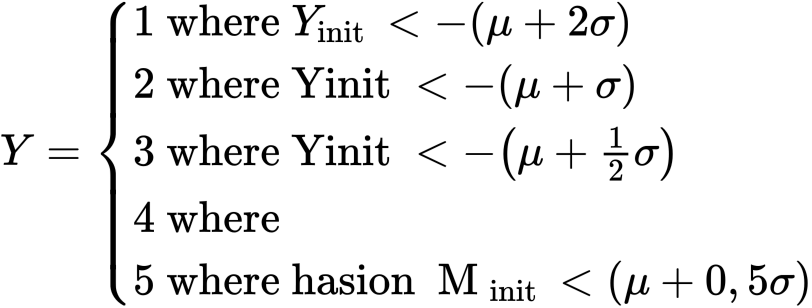 1 where Y_init < −(μ + 2σ)
2 where Yinit < −(μ + σ)
Y = { 3 where Yinit < −(μ + ½σ)
4 where
5 where hasion M init < (μ + 0, 5σ)